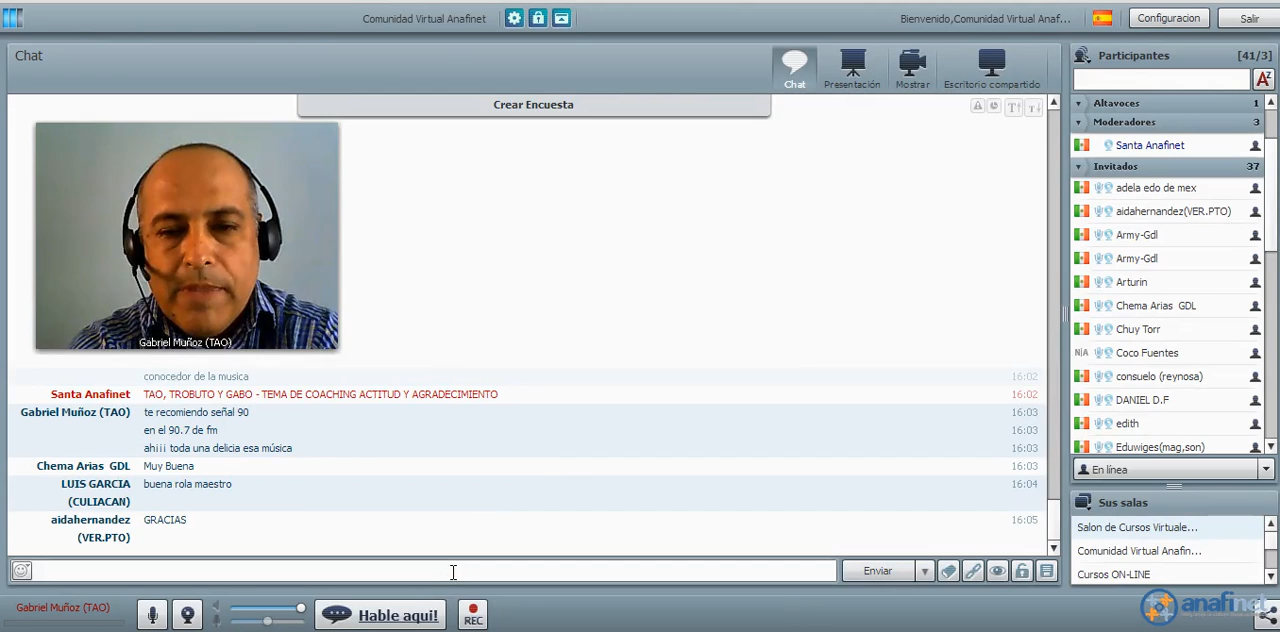 Comunidad Virtual Anafinet
Bienvenido,Comunidad Virtual Anaf...
Configuracion
Salir
Chat
Chat
Presentación
Mostrar
Escritorio compartido
Crear Encuesta
Gabriel Muñoz (TAO)
conocedor de la musica 16:02
Santa Anafinet TAO, TROBUTO Y GABO - TEMA DE COACHING ACTITUD Y AGRADECIMIENTO 16:02
Gabriel Muñoz (TAO) te recomiendo señal 90 16:03
en el 90.7 de fm 16:03
ahiii toda una delicia esa música 16:03
Chema Arias GDL Muy Buena 16:03
LUIS GARCIA buena rola maestro 16:04
(CULIACAN)
aidahernandez GRACIAS 16:05
(VER.PTO)
Enviar
Gabriel Muñoz (TAO)
Hable aqui!
REC
Participantes [41/3]
AZ
Altavoces 1
Moderadores 3
Santa Anafinet
Invitados 37
adela edo de mex
aidahernandez(VER.PTO)
Army-Gdl
Army-Gdl
Arturin
Chema Arias GDL
Chuy Torr
N|A Coco Fuentes
consuelo (reynosa)
DANIEL D.F
edith
Eduwiges(mag,son)
En línea
Sus salas
Salon de Cursos Virtuale...
Comunidad Virtual Anafin...
Cursos ON-LINE
anafinet